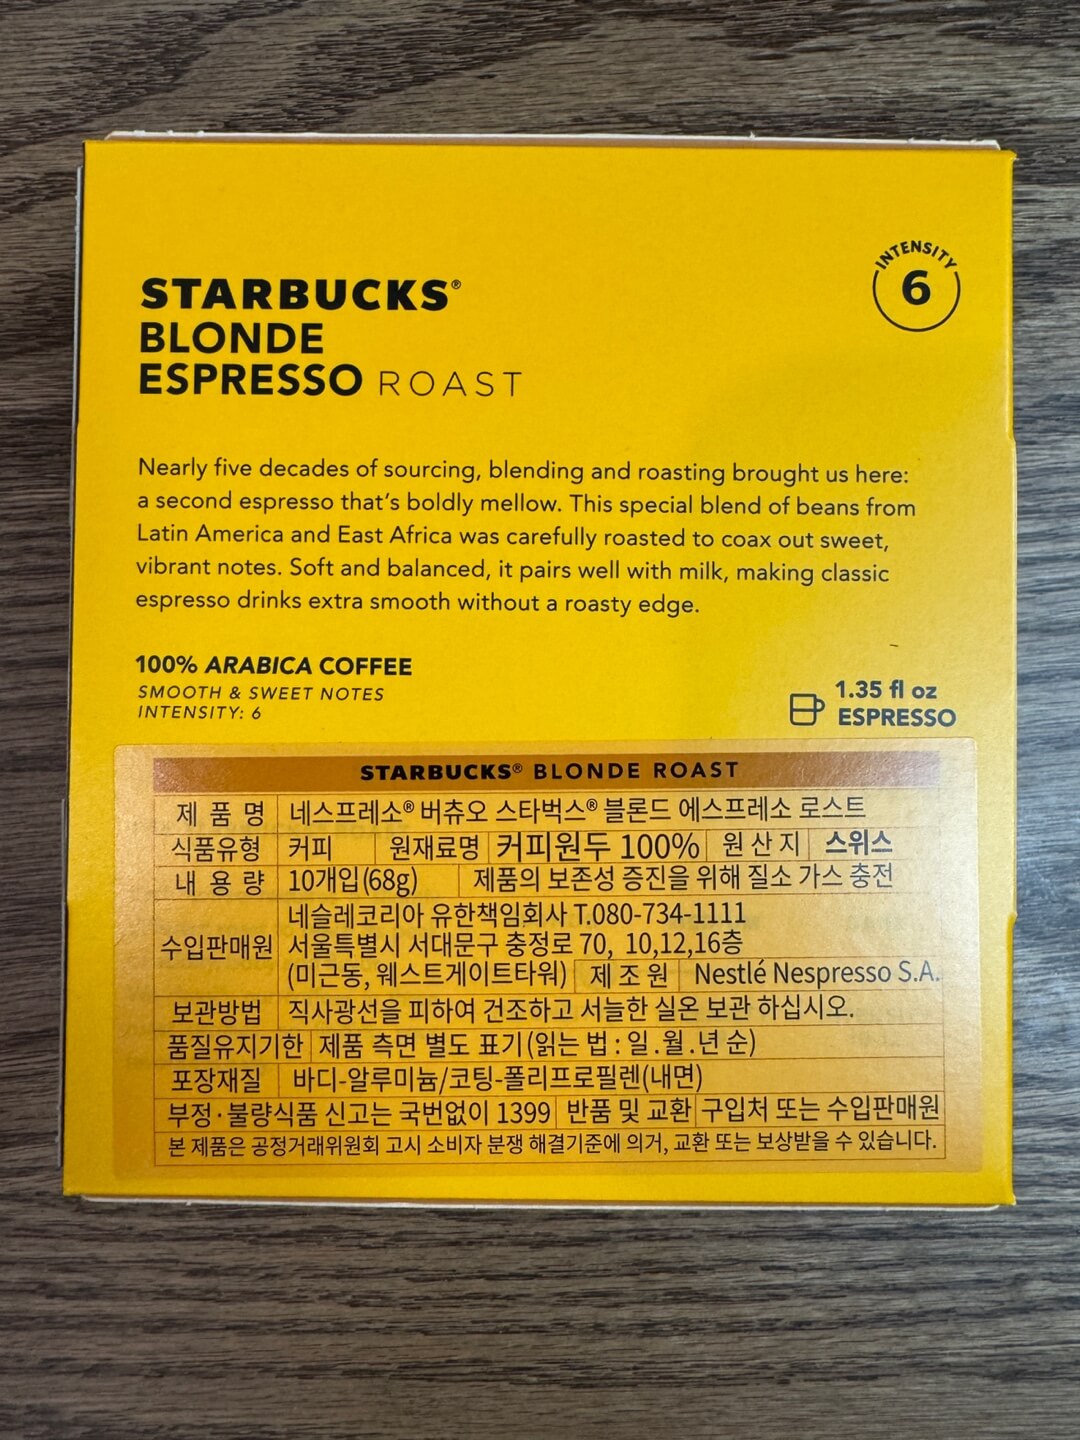 INTENSITY
6
STARBUCKS®
BLONDE
ESPRESSO ROAST
Nearly five decades of sourcing, blending and roasting brought us here:
a second espresso that's boldly mellow. This special blend of beans from
Latin America and East Africa was carefully roasted to coax out sweet,
vibrant notes. Soft and balanced, it pairs well with milk, making classic
espresso drinks extra smooth without a roasty edge.
100% ARABICA COFFEE
SMOOTH & SWEET NOTES
INTENSITY: 6
1.35 fl oz
ESPRESSO
STARBUCKS® BLONDE ROAST
제 품 명 네스프레소® 버츄오 스타벅스® 블론드 에스프레소 로스트
식품유형 커피 원재료명 커피원두 100% 원 산 지 스위스
내 용 량 10개입(68g) 제품의 보존성 증진을 위해 질소 가스 충전
수입판매원 네슬레코리아 유한책임회사 T.080-734-1111
서울특별시 서대문구 충정로 70, 10,12,16층
(미근동, 웨스트게이트타워) 제 조 원 Nestlé Nespresso S.A.
보관방법 직사광선을 피하여 건조하고 서늘한 실온 보관 하십시오.
품질유지기한 제품 측면 별도 표기(읽는 법 : 일.월.년 순)
포장재질 바디-알루미늄/코팅-폴리프로필렌(내면)
부정·불량식품 신고는 국번없이 1399 반품 및 교환 구입처 또는 수입판매원
본 제품은 공정거래위원회 고시 소비자 분쟁 해결기준에 의거, 교환 또는 보상받을 수 있습니다.